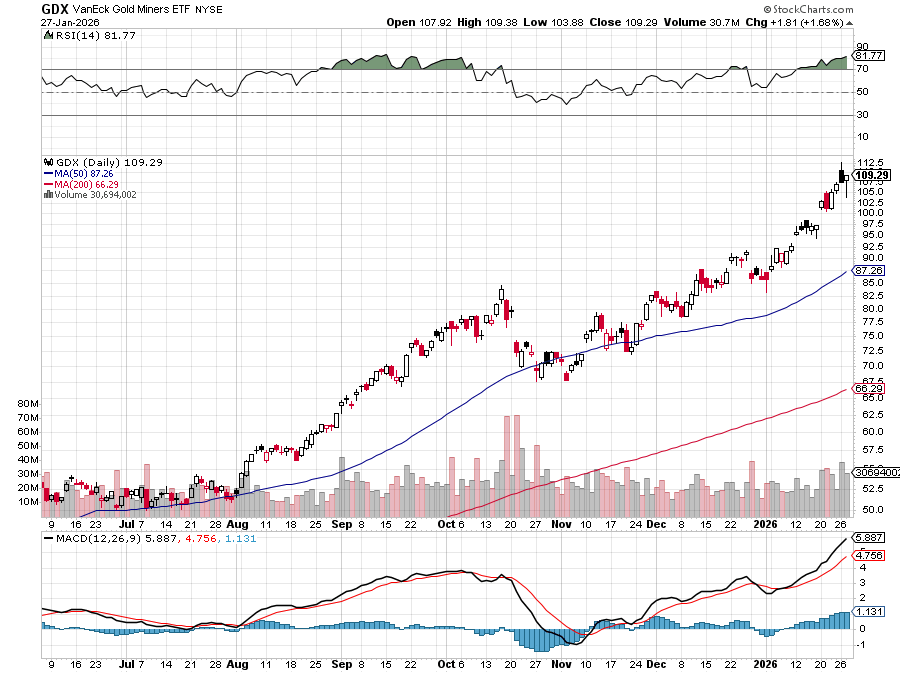 GDX VanEck Gold Miners ETF NYSE
© StockCharts.com
27-Jan-2026
Open 107.92 High 109.38 Low 103.88 Close 109.29 Volume 30.7M Chg +1.81 (+1.68%)
RSI(14) 81.77
90
81.77
70
50
30
10
GDX (Daily) 109.29
MA(50) 87.26
MA(200) 66.29
Volume 30,694,002
112.5
109.29
107.5
105.0
102.5
100.0
97.5
95.0
92.5
90.0
87.26
85.0
82.5
80.0
77.5
75.0
72.5
70.0
67.5
66.29
65.0
62.5
60.0
57.5
30694002
52.5
50.0
80M
70M
60M
50M
40M
30M
20M
10M
9 16 23 Jul 7 14 21 28 Aug 11 18 25 Sep 8 15 22 Oct 6 13 20 27 Nov 10 17 24 Dec 8 15 22 2026 12 20 26
MACD(12,26,9) 5.887, 4.756, 1.131
5.887
4.756
4
3
2
1.131
0
-1
9 16 23 Jul 7 14 21 28 Aug 11 18 25 Sep 8 15 22 Oct 6 13 20 27 Nov 10 17 24 Dec 8 15 22 2026 12 20 26